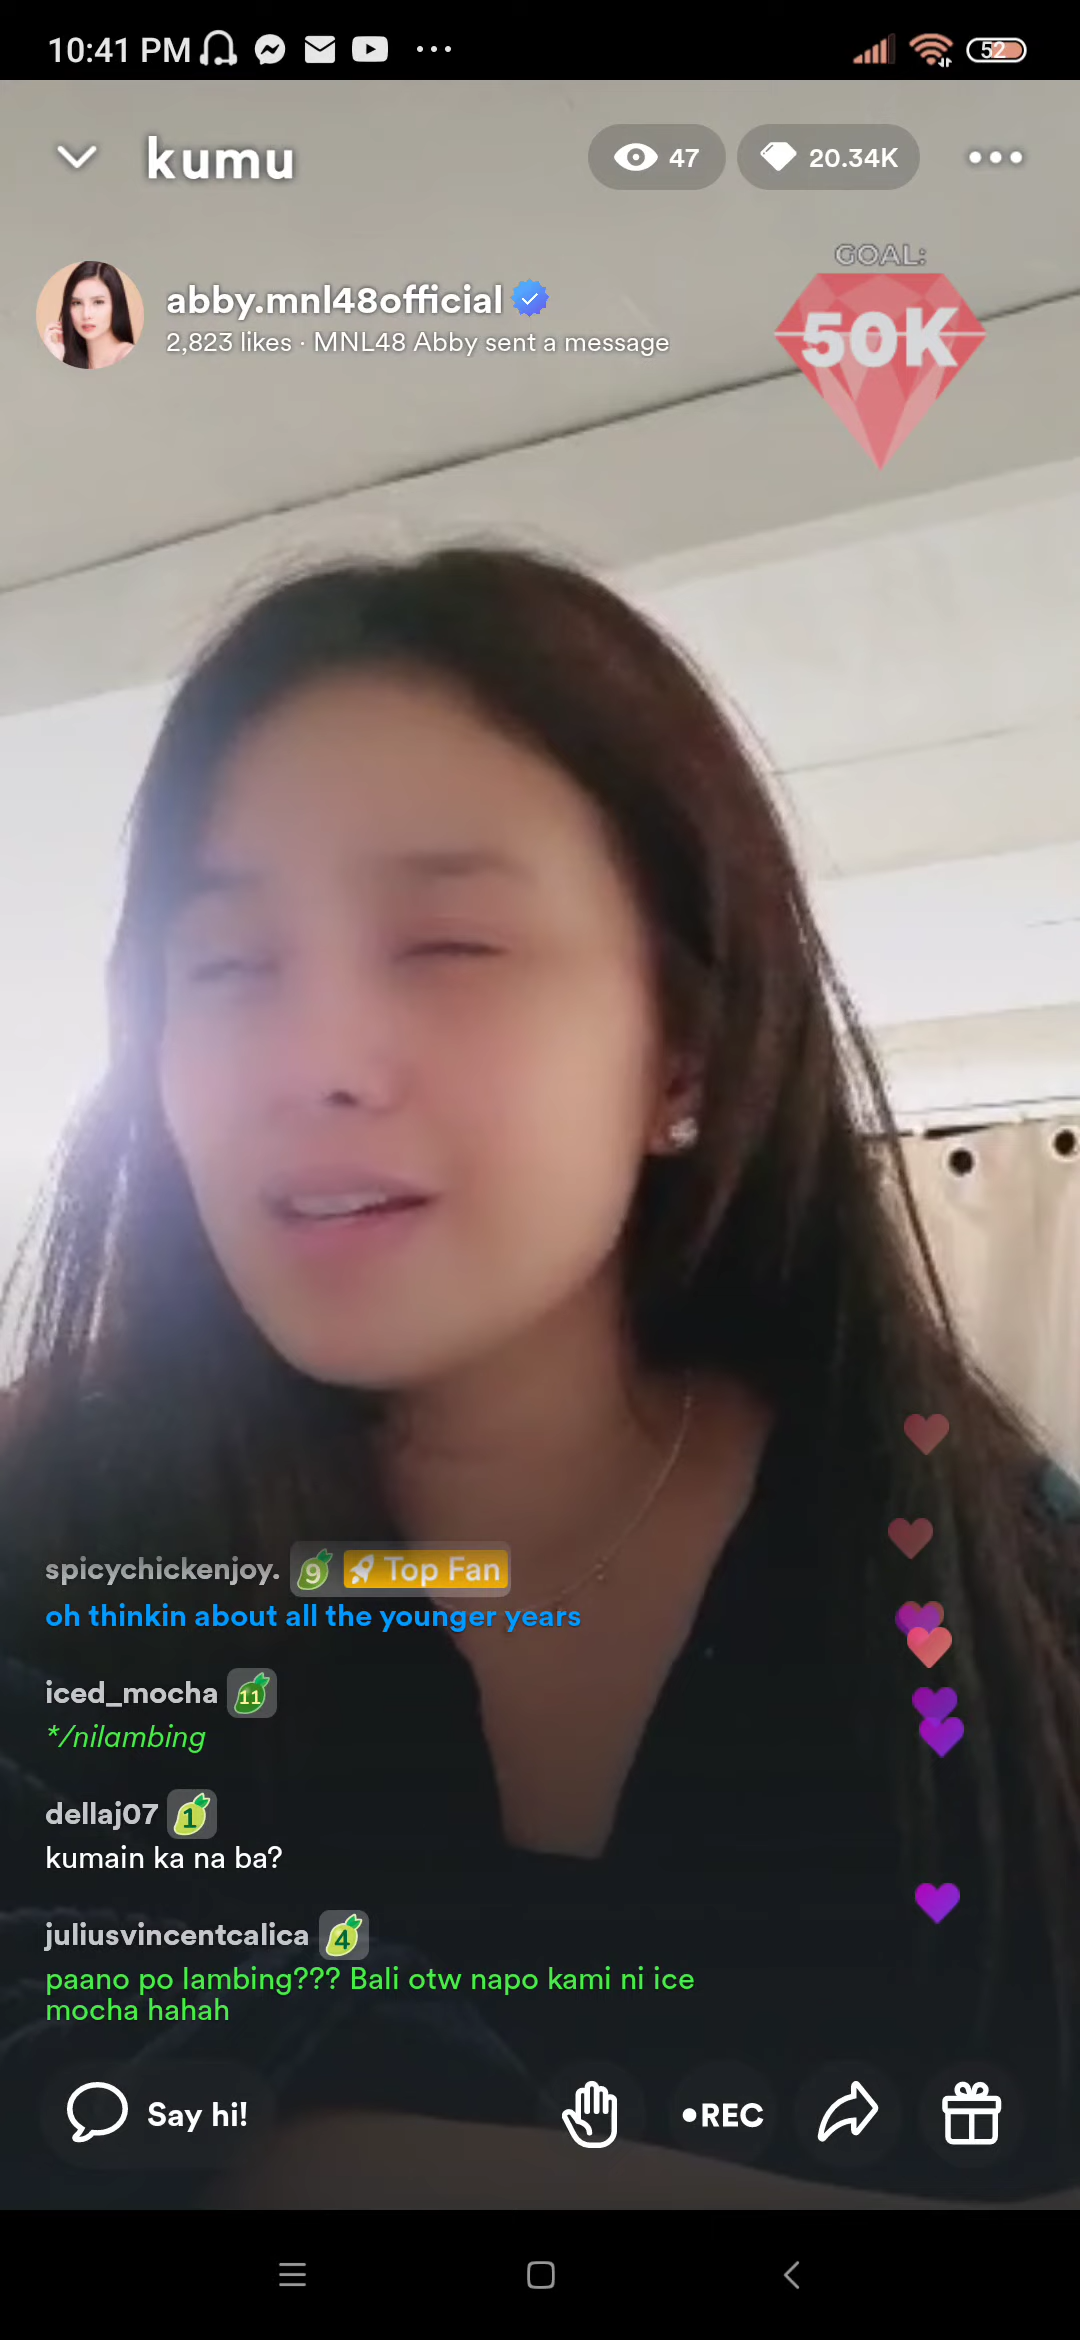 10:41 PM
52
kumu
47
20.34K
GOAL:
50K
abby.mnl48official
2,823 likes · MNL48 Abby sent a message
spicychickenjoy. 9 Top Fan
oh thinkin about all the younger years
iced_mocha 11
*/nilambing
dellaj07 1
kumain ka na ba?
juliusvincentcalica 4
paano po lambing??? Bali otw napo kami ni ice
mocha hahah
Say hi!
•REC